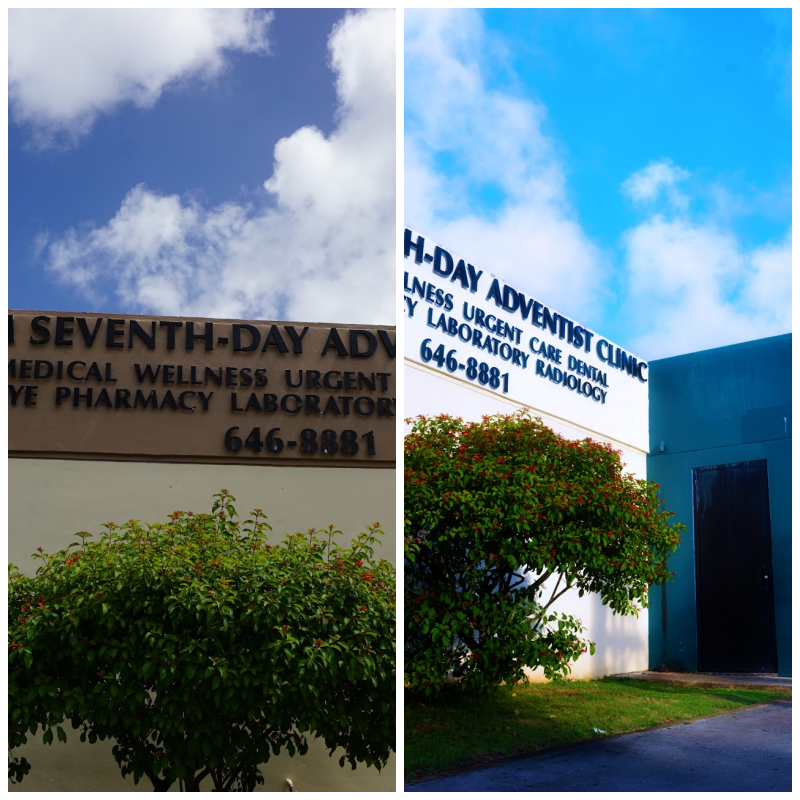 SEVENTH-DAY ADV
MEDICAL WELLNESS URGENT
YE PHARMACY LABORATORY
646-8881
H-DAY ADVENTIST CLINIC
LNESS URGENT CARE DENTAL
Y LABORATORY RADIOLOGY
646-8881